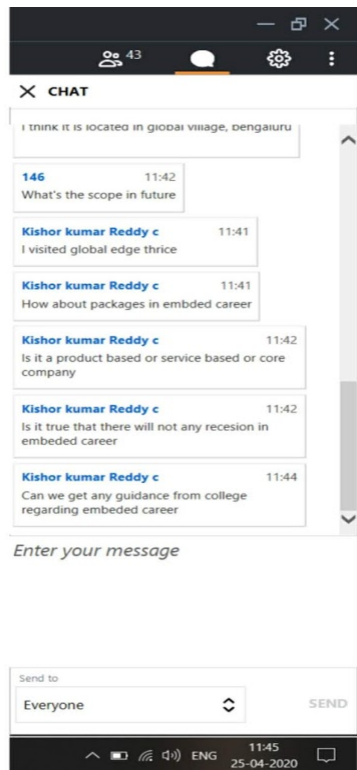 43
CHAT
I think it is located in global village, bengaluru
146 11:42
What's the scope in future
Kishor kumar Reddy c 11:41
I visited global edge thrice
Kishor kumar Reddy c 11:41
How about packages in embded career
Kishor kumar Reddy c 11:42
Is it a product based or service based or core
company
Kishor kumar Reddy c 11:42
Is it true that there will not any recesion in
embeded career
Kishor kumar Reddy c 11:44
Can we get any guidance from college
regarding embeded career
Enter your message
Send to
Everyone
SEND
ENG
11:45
25-04-2020